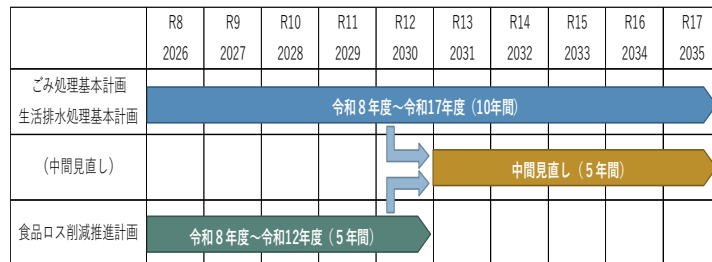 R8 R9 R10 R11 R12 R13 R14 R15 R16 R17
2026 2027 2028 2029 2030 2031 2032 2033 2034 2035
ごみ処理基本計画
生活排水処理基本計画
令和８年度～令和17年度（10年間）
（中間見直し）
中間見直し（５年間）
食品ロス削減推進計画
令和８年度～令和12年度（５年間）